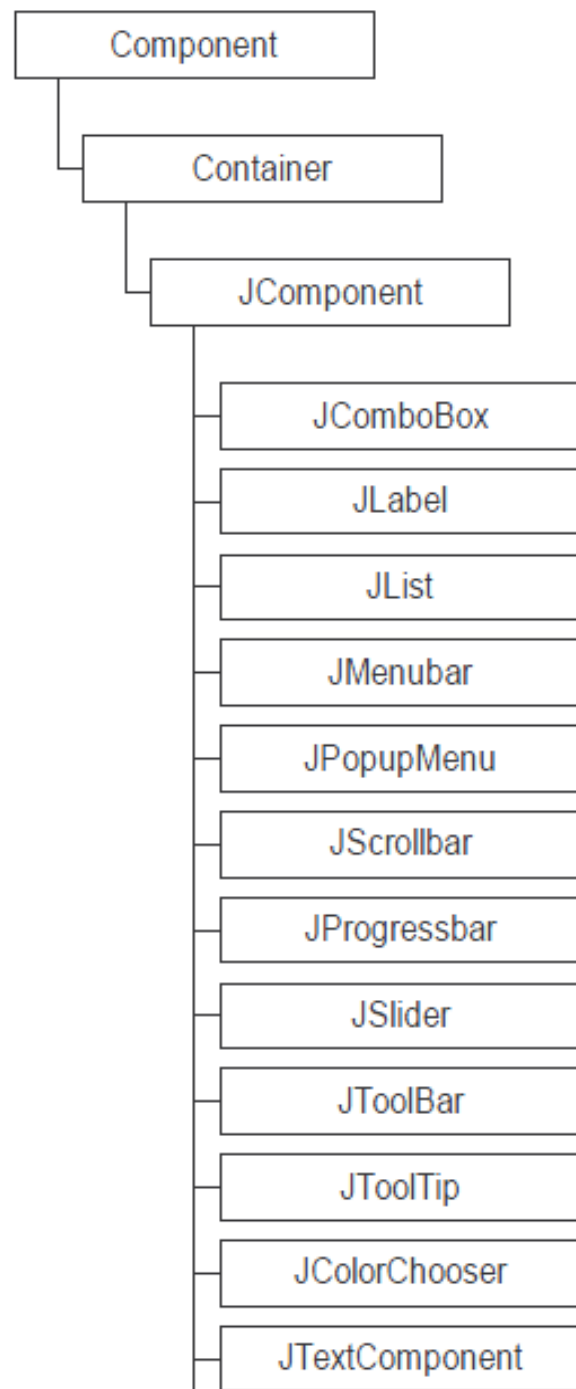 Component
Container
JComponent
JComboBox
JLabel
JList
JMenubar
JPopupMenu
JScrollbar
JProgressbar
JSlider
JToolBar
JToolTip
JColorChooser
JTextComponent